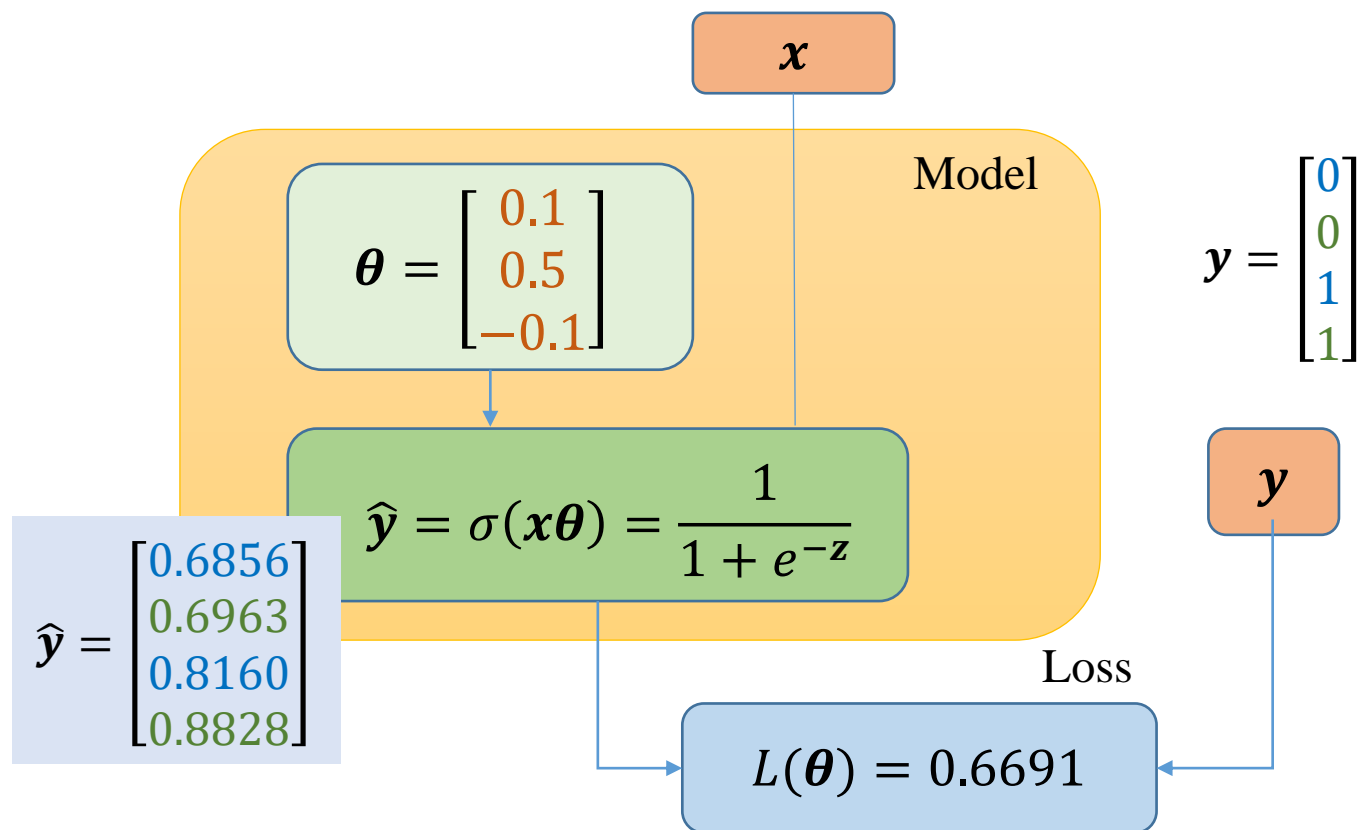 x
Model
θ = [0.1
0.5
−0.1]
y = [0
0
1
1]
ŷ = σ(xθ) = 1 / (1 + e^{−z})
y
ŷ = [0.6856
0.6963
0.8160
0.8828]
Loss
L(θ) = 0.6691